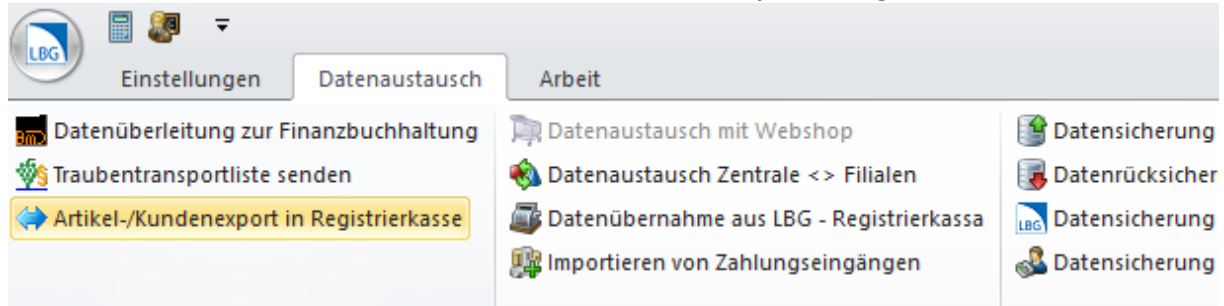 LBG
Einstellungen Datenaustausch Arbeit
Datenüberleitung zur Finanzbuchhaltung
Traubentransportliste senden
Artikel-/Kundenexport in Registrierkasse
Datenaustausch mit Webshop
Datenaustausch Zentrale <> Filialen
Datenübernahme aus LBG - Registrierkassa
Importieren von Zahlungseingängen
Datensicherung
Datenrücksicher
LBG Datensicherung
Datensicherung